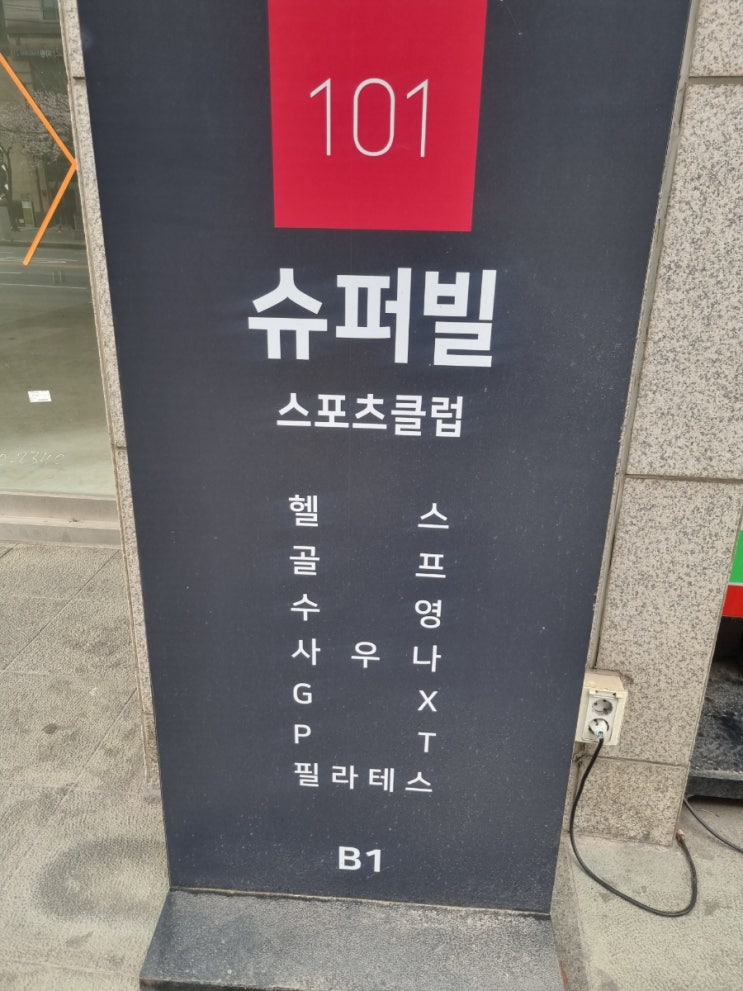 101
슈퍼빌
스포츠클럽
헬 스
골 프
수 영
사 우 나
G X
P T
필라테스
B1